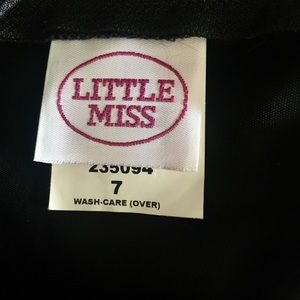 LITTLE
MISS
235094
7
WASH-CARE (OVER)